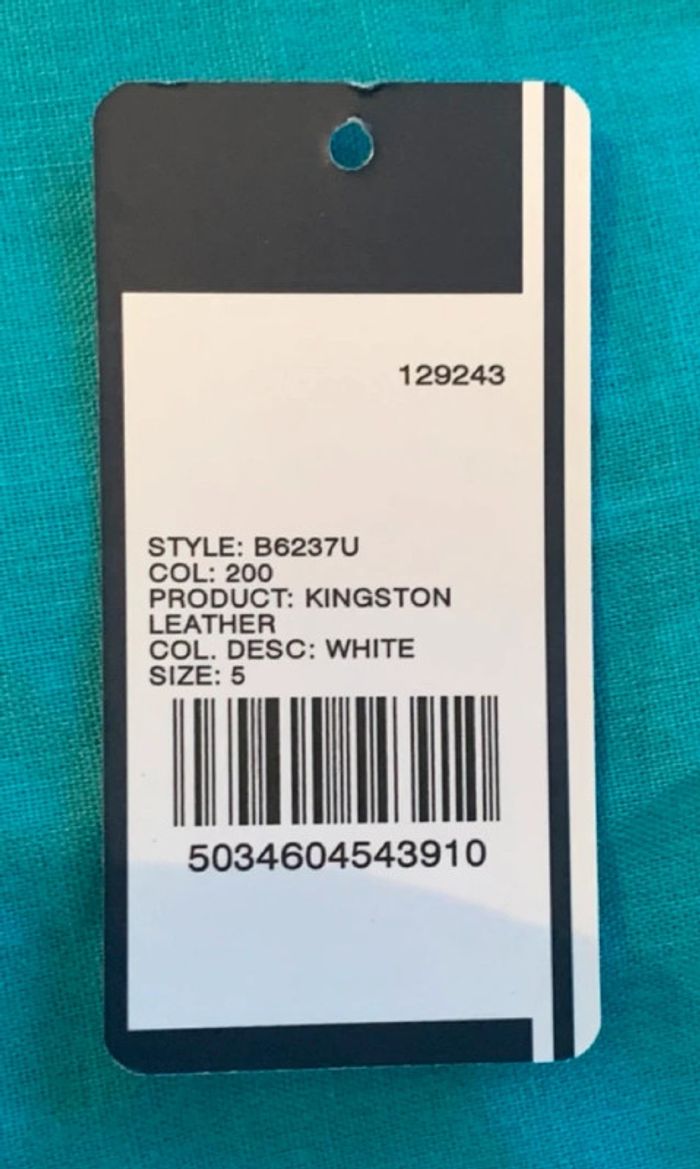 129243
STYLE: B6237U
COL: 200
PRODUCT: KINGSTON
LEATHER
COL. DESC: WHITE
SIZE: 5
5034604543910